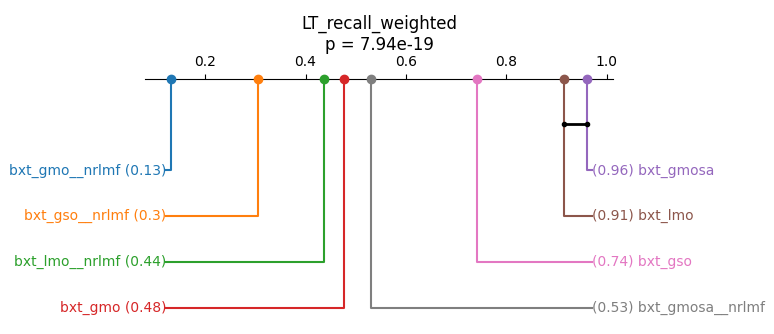 LT_recall_weighted
p = 7.94e-19
0.2 0.4 0.6 0.8 1.0
bxt_gmo__nrlmf (0.13) (0.96) bxt_gmosa
bxt_gso__nrlmf (0.3) (0.91) bxt_lmo
bxt_lmo__nrlmf (0.44) (0.74) bxt_gso
bxt_gmo (0.48) (0.53) bxt_gmosa__nrlmf